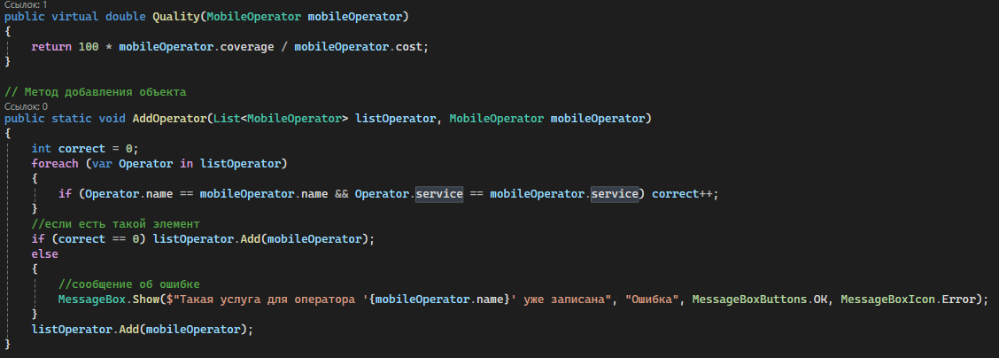 Ссылок: 1
public virtual double Quality(MobileOperator mobileOperator)
{
    return 100 * mobileOperator.coverage / mobileOperator.cost;
}
// Метод добавления объекта
Ссылок: 0
public static void AddOperator(List<MobileOperator> listOperator, MobileOperator mobileOperator)
{
    int correct = 0;
    foreach (var Operator in listOperator)
    {
        if (Operator.name == mobileOperator.name && Operator.service == mobileOperator.service) correct++;
    }
    //если есть такой элемент
    if (correct == 0) listOperator.Add(mobileOperator);
    else
    {
        //сообщение об ошибке
        MessageBox.Show($"Такая услуга для оператора '{mobileOperator.name}' уже записана", "Ошибка", MessageBoxButtons.OK, MessageBoxIcon.Error);
    }
    listOperator.Add(mobileOperator);
}